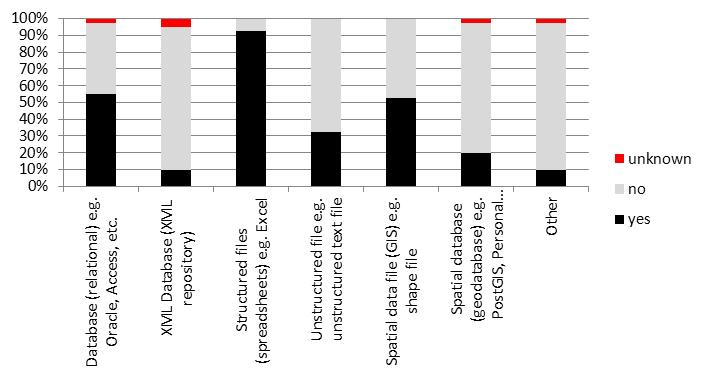 100%
90%
80%
70%
60%
50%
40%
30%
20%
10%
0%
Database (relational) e.g.
Oracle, Access, etc.
XML Database (XML
repository)
Structured files
(spreadsheets) e.g. Excel
Unstructured file e.g.
unstructured text file
Spatial data file (GIS) e.g.
shape file
Spatial database
(geodatabase) e.g.
PostGIS, Personal...
Other
unknown
no
yes